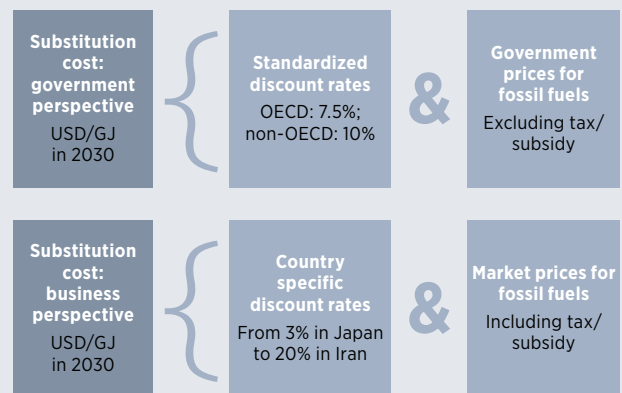 Substitution
cost:
government
perspective
USD/GJ
in 2030
Standardized
discount rates
OECD: 7.5%;
non-OECD: 10%
&
Government
prices for
fossil fuels
Excluding tax/
subsidy
Substitution
cost:
business
perspective
USD/GJ
in 2030
Country
specific
discount rates
From 3% in Japan
to 20% in Iran
&
Market prices for
fossil fuels
Including tax/
subsidy